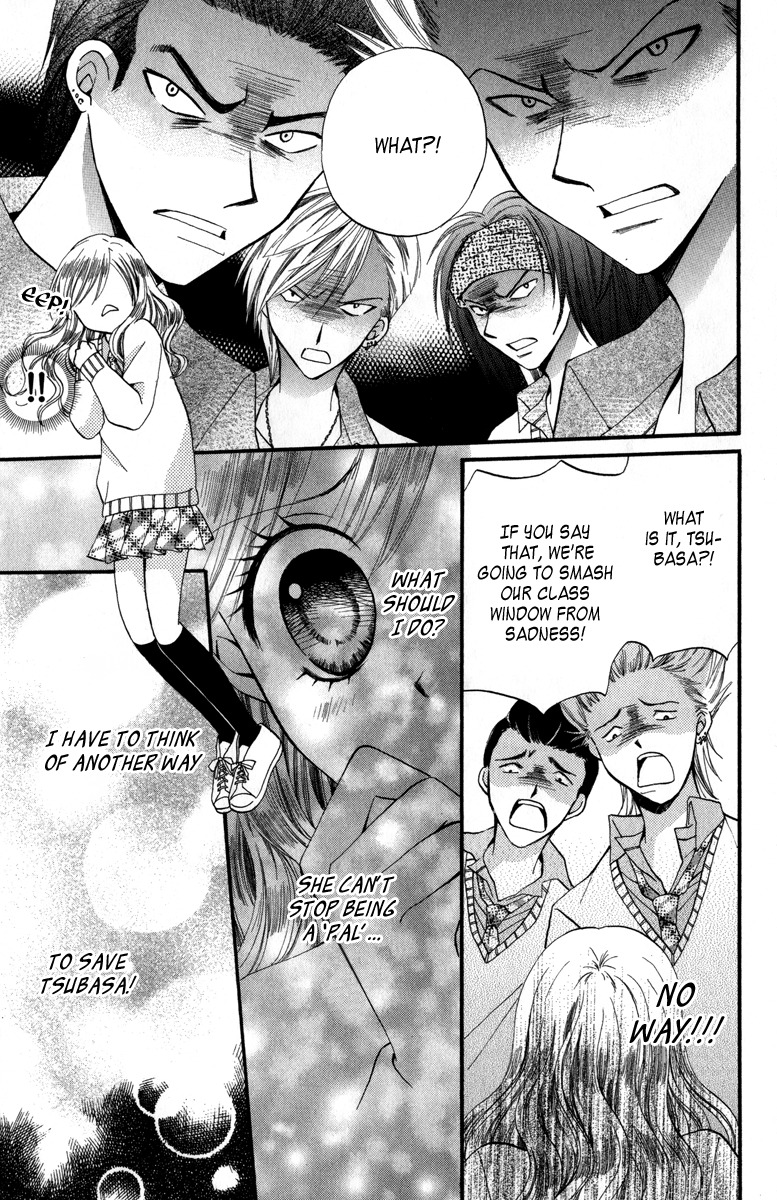 WHAT?!
EEP!
!!
WHAT
IS IT, TSU-
BASA?!
IF YOU SAY
THAT, WE'RE
GOING TO SMASH
OUR CLASS
WINDOW FROM
SADNESS!
NO
WAY!!!
WHAT
SHOULD
I DO?
SHE CAN'T
STOP BEING
A 'PAL'...
I HAVE TO THINK
OF ANOTHER WAY
TO SAVE
TSUBASA!